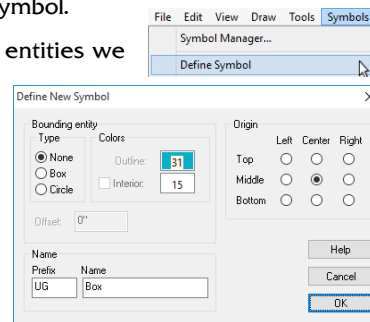 ymbol.
entities we
File Edit View Draw Tools Symbols
Symbol Manager...
Define Symbol
Define New Symbol
Bounding entity
Type
None
Box
Circle
Colors
Outline: 31
Interior: 15
Offset: 0"
Origin
Left Center Right
Top
Middle
Bottom
Name
Prefix Name
UG Box
Help
Cancel
OK